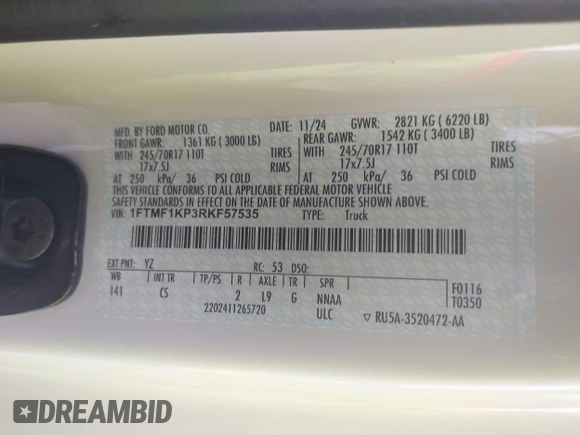 MFD. BY FORD MOTOR CO. DATE: 11/24 GVWR: 2821 KG ( 6220 LB)
FRONT GAWR: 1361 KG ( 3000 LB) REAR GAWR: 1542 KG ( 3400 LB)
WITH 245/70R17 110T TIRES WITH 245/70R17 110T TIRES
17x7.5J RIMS 17x7.5J RIMS
AT 250 kPa/ 36 PSI COLD AT 250 kPa/ 36 PSI COLD
THIS VEHICLE CONFORMS TO ALL APPLICABLE FEDERAL MOTOR VEHICLE
SAFETY STANDARDS IN EFFECT ON THE DATE OF MANUFACTURE SHOWN ABOVE.
VIN: 1FTMF1KP3RKF57535 TYPE: Truck
EXT PNT: YZ RC: 53 DSO:
WB INT TR TP/PS R AXLE TR SPR F0116
141 CS 2 L9 G NNAA T0350
2202411265720 ULC ▽ RU5A-3520472-AA
DREAMBID